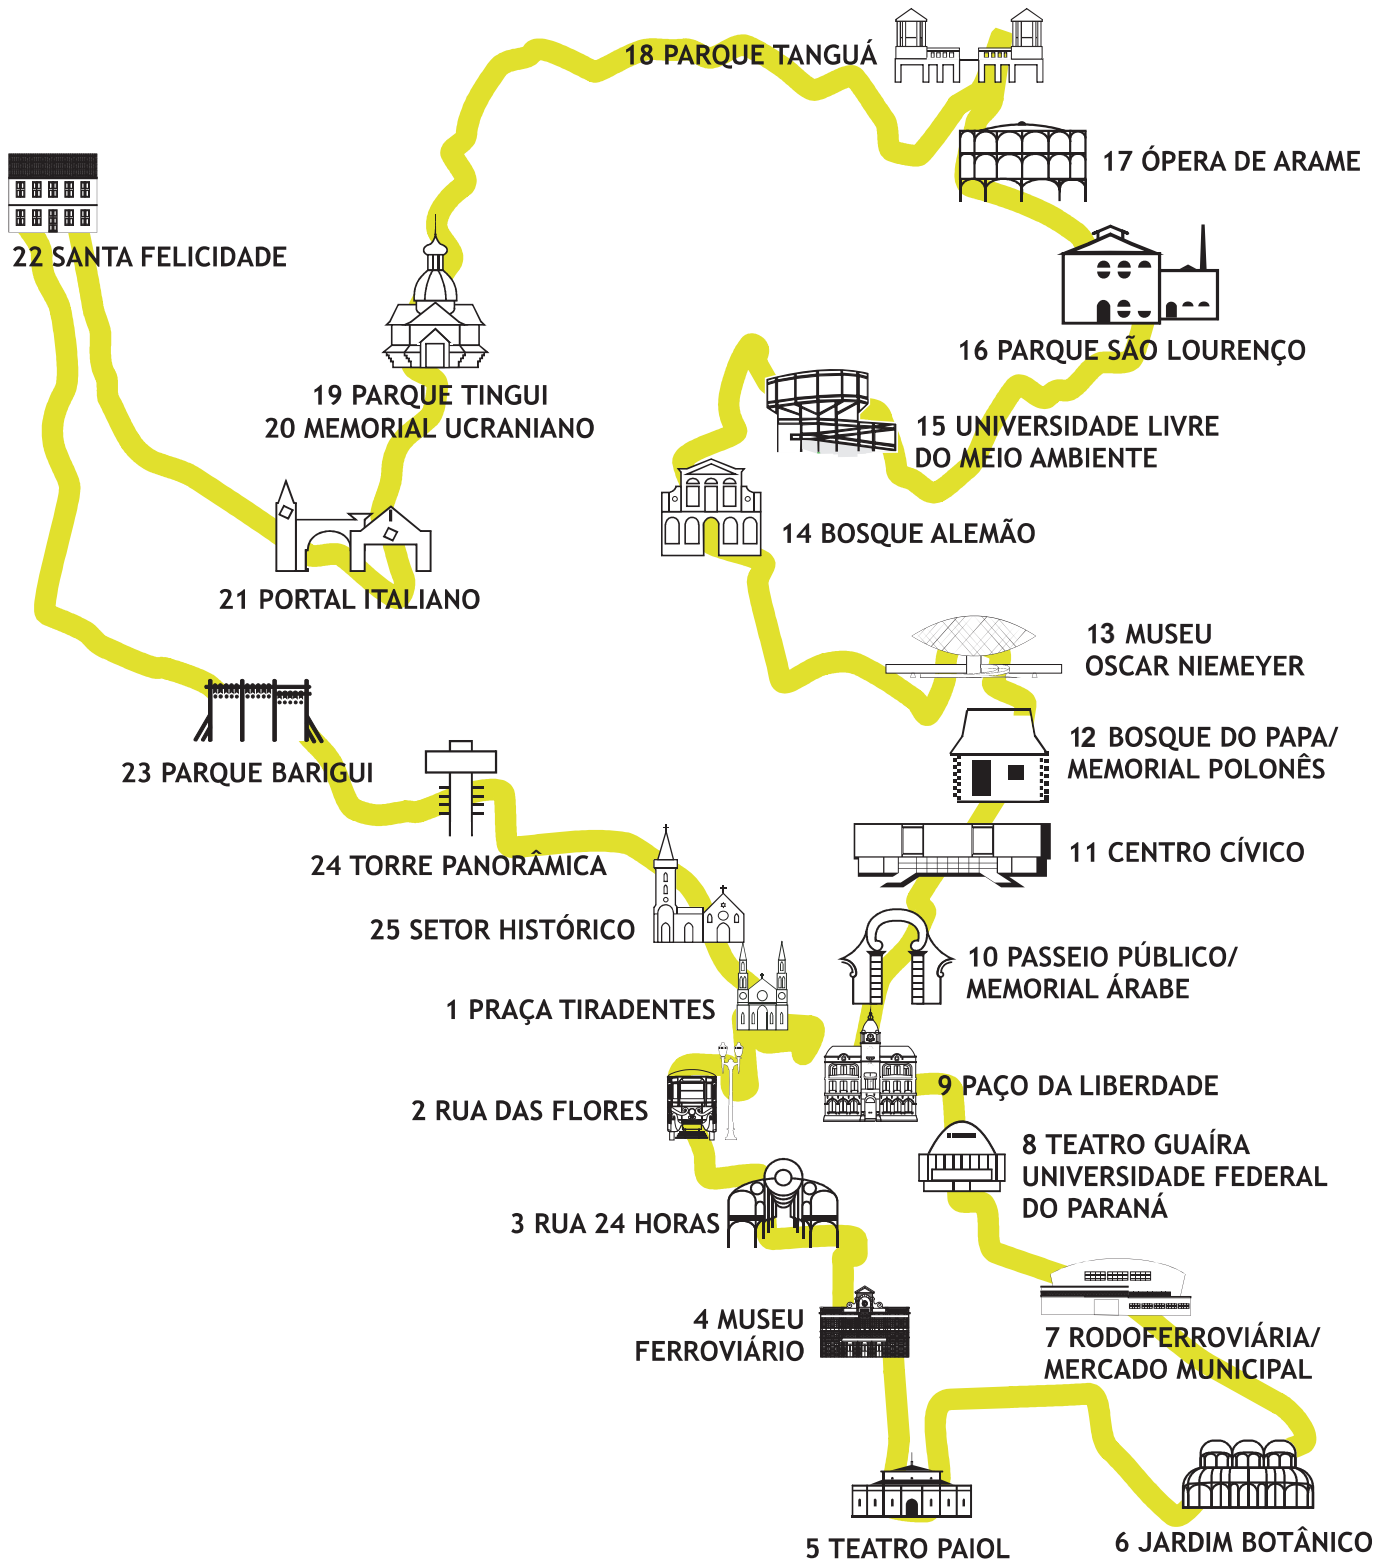 18 PARQUE TANGUÁ
17 ÓPERA DE ARAME
22 SANTA FELICIDADE
16 PARQUE SÃO LOURENÇO
19 PARQUE TINGUI
20 MEMORIAL UCRANIANO
15 UNIVERSIDADE LIVRE
DO MEIO AMBIENTE
14 BOSQUE ALEMÃO
21 PORTAL ITALIANO
13 MUSEU
OSCAR NIEMEYER
12 BOSQUE DO PAPA/
MEMORIAL POLONÊS
23 PARQUE BARIGUI
11 CENTRO CÍVICO
24 TORRE PANORÂMICA
25 SETOR HISTÓRICO
10 PASSEIO PÚBLICO/
MEMORIAL ÁRABE
1 PRAÇA TIRADENTES
9 PAÇO DA LIBERDADE
2 RUA DAS FLORES
8 TEATRO GUAÍRA
UNIVERSIDADE FEDERAL
DO PARANÁ
3 RUA 24 HORAS
4 MUSEU
FERROVIÁRIO
7 RODOFERROVIÁRIA/
MERCADO MUNICIPAL
5 TEATRO PAIOL
6 JARDIM BOTÂNICO